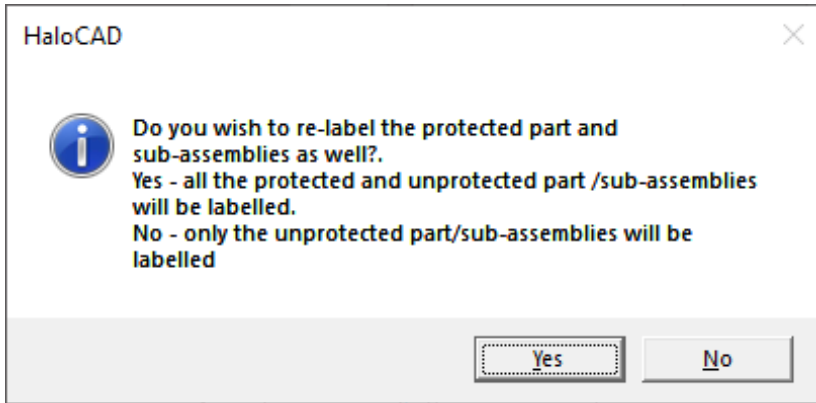 HaloCAD
Do you wish to re-label the protected part and
sub-assemblies as well?.
Yes - all the protected and unprotected part /sub-assemblies
will be labelled.
No - only the unprotected part/sub-assemblies will be
labelled
Yes
No